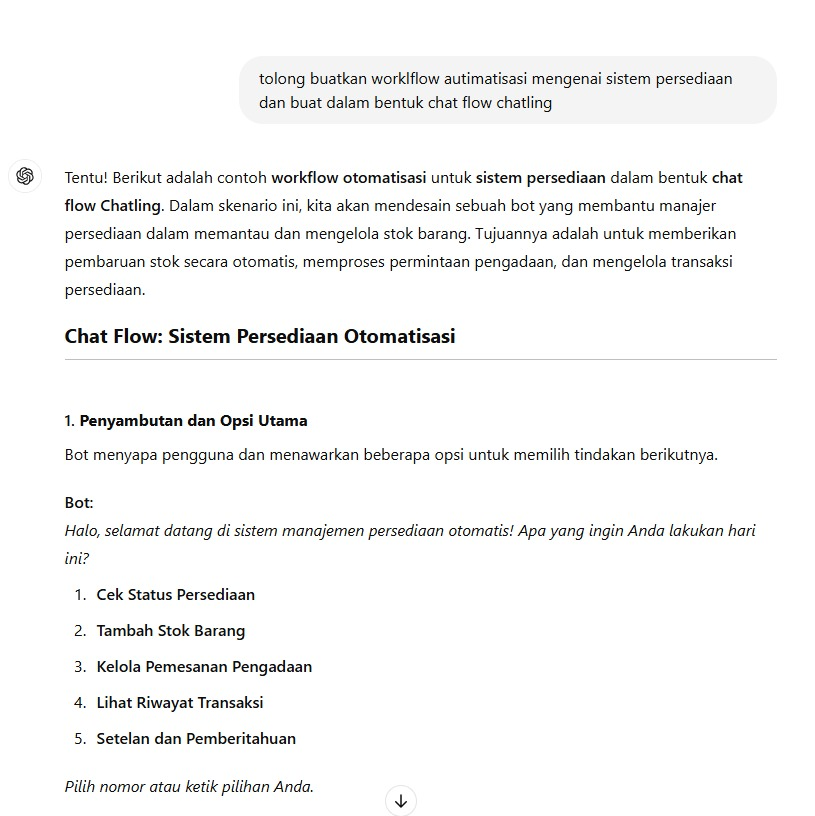 tolong buatkan worklflow autimatisasi mengenai sistem persediaan
dan buat dalam bentuk chat flow chatling
Tentu! Berikut adalah contoh workflow otomatisasi untuk sistem persediaan dalam bentuk chat
flow Chatling. Dalam skenario ini, kita akan mendesain sebuah bot yang membantu manajer
persediaan dalam memantau dan mengelola stok barang. Tujuannya adalah untuk memberikan
pembaruan stok secara otomatis, memproses permintaan pengadaan, dan mengelola transaksi
persediaan.
Chat Flow: Sistem Persediaan Otomatisasi
1. Penyambutan dan Opsi Utama
Bot menyapa pengguna dan menawarkan beberapa opsi untuk memilih tindakan berikutnya.
Bot:
Halo, selamat datang di sistem manajemen persediaan otomatis! Apa yang ingin Anda lakukan hari
ini?
1. Cek Status Persediaan
2. Tambah Stok Barang
3. Kelola Pemesanan Pengadaan
4. Lihat Riwayat Transaksi
5. Setelan dan Pemberitahuan
Pilih nomor atau ketik pilihan Anda.